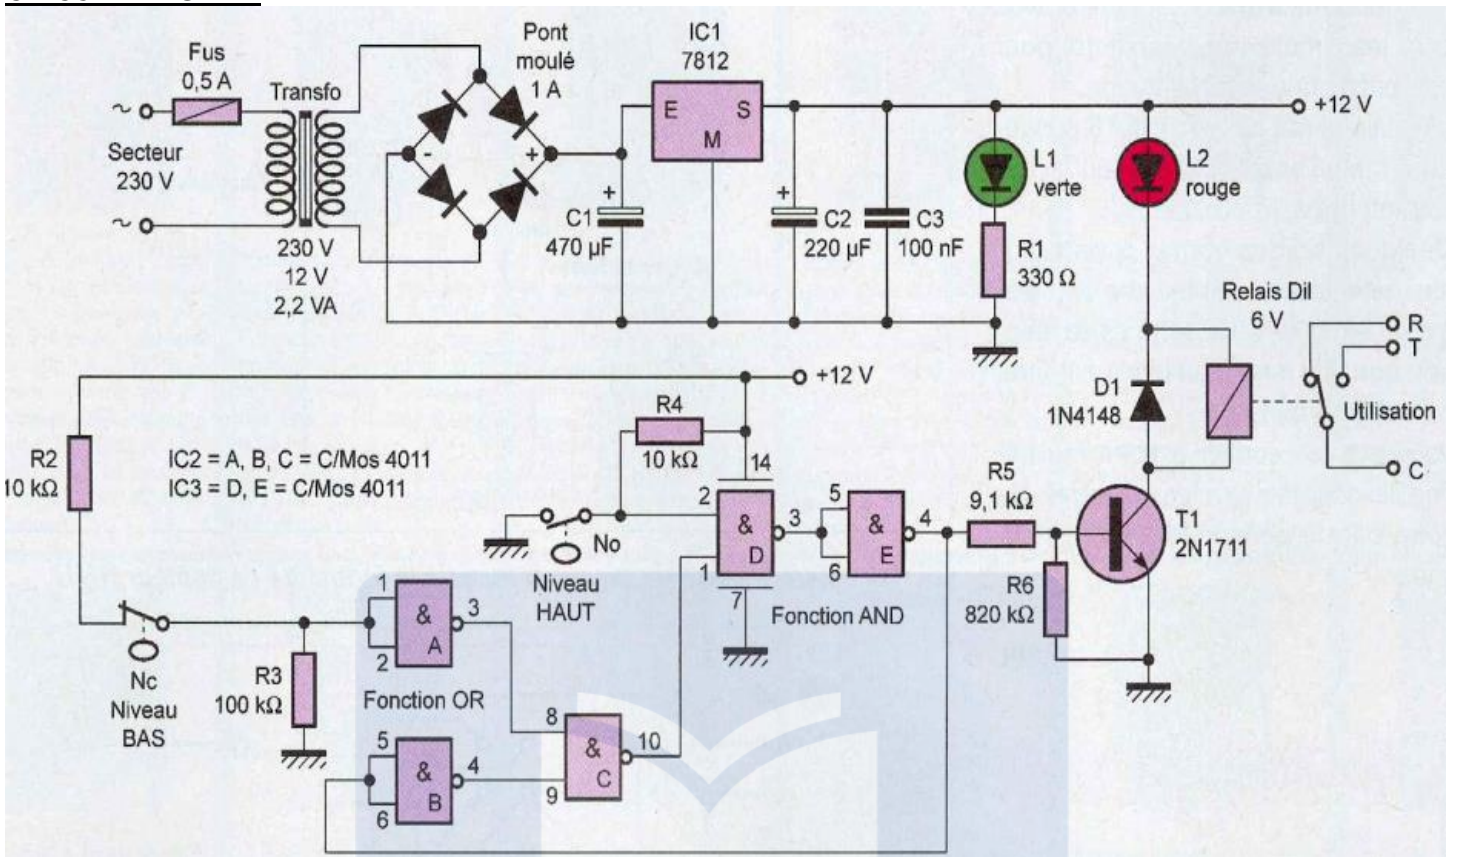 Fus
0,5 A
Transfo
Pont
moulé
1 A
IC1
7812
E
S
M
+12 V
~
Secteur
230 V
~
-
+
+
C1
470 µF
+
C2
220 µF
C3
100 nF
L1
verte
L2
rouge
R1
330 Ω
230 V
12 V
2,2 VA
Relais Dil
6 V
R
T
+12 V
D1
1N4148
Utilisation
C
R4
10 kΩ
R2
10 kΩ
IC2 = A, B, C = C/Mos 4011
IC3 = D, E = C/Mos 4011
14
2
&
D
3
1
7
5
&
E
4
6
R5
9,1 kΩ
T1
2N1711
No
Niveau
HAUT
Fonction AND
R6
820 kΩ
1
&
A
3
2
Nc
Niveau
BAS
R3
100 kΩ
Fonction OR
8
&
C
10
9
5
&
B
4
6